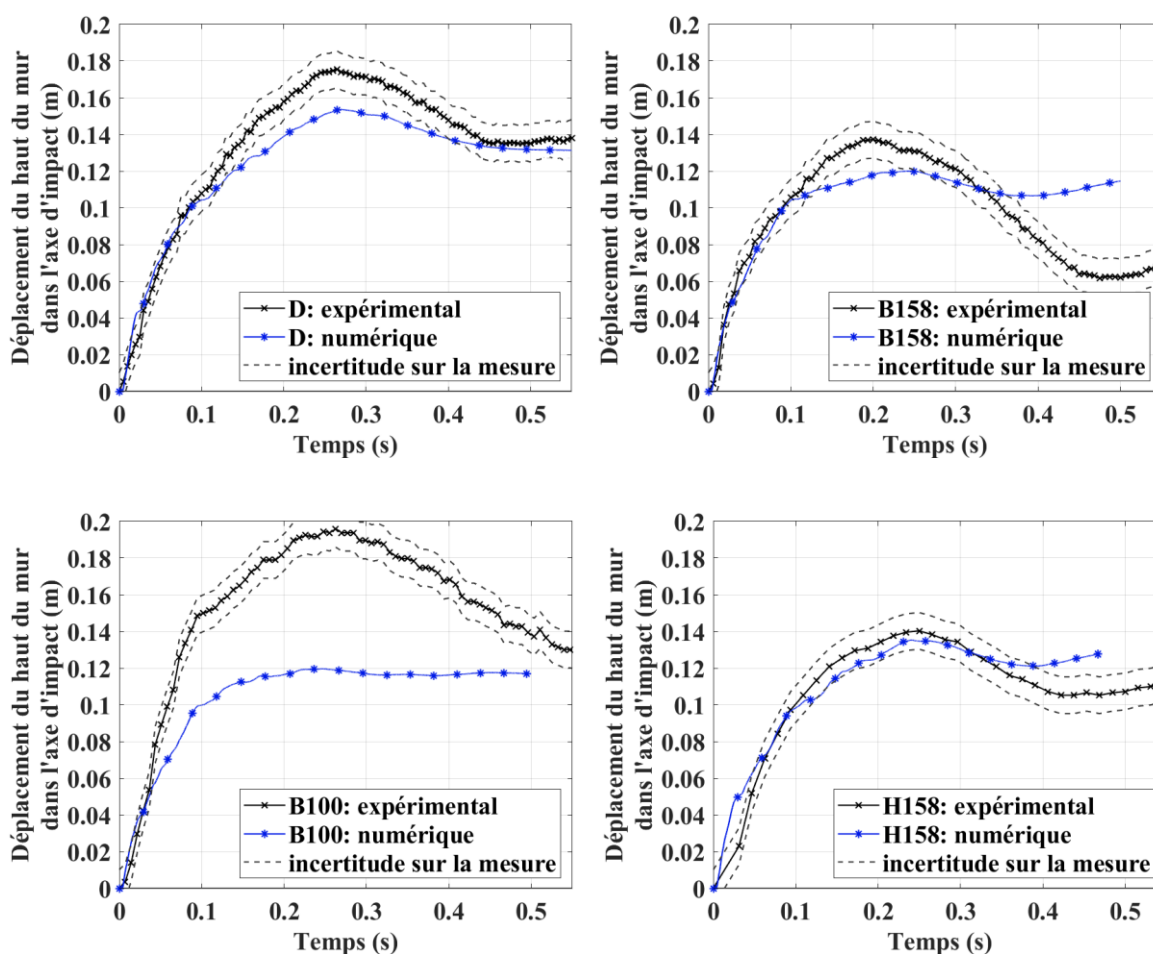 Déplacement du haut du mur
dans l'axe d'impact (m)
0.2
0.18
0.16
0.14
0.12
0.1
0.08
0.06
0.04
0.02
0
D: expérimental
D: numérique
incertitude sur la mesure
0 0.1 0.2 0.3 0.4 0.5
Temps (s)
Déplacement du haut du mur
dans l'axe d'impact (m)
0.2
0.18
0.16
0.14
0.12
0.1
0.08
0.06
0.04
0.02
0
B158: expérimental
B158: numérique
incertitude sur la mesure
0 0.1 0.2 0.3 0.4 0.5
Temps (s)
Déplacement du haut du mur
dans l'axe d'impact (m)
0.2
0.18
0.16
0.14
0.12
0.1
0.08
0.06
0.04
0.02
0
B100: expérimental
B100: numérique
incertitude sur la mesure
0 0.1 0.2 0.3 0.4 0.5
Temps (s)
Déplacement du haut du mur
dans l'axe d'impact (m)
0.2
0.18
0.16
0.14
0.12
0.1
0.08
0.06
0.04
0.02
0
H158: expérimental
H158: numérique
incertitude sur la mesure
0 0.1 0.2 0.3 0.4 0.5
Temps (s)